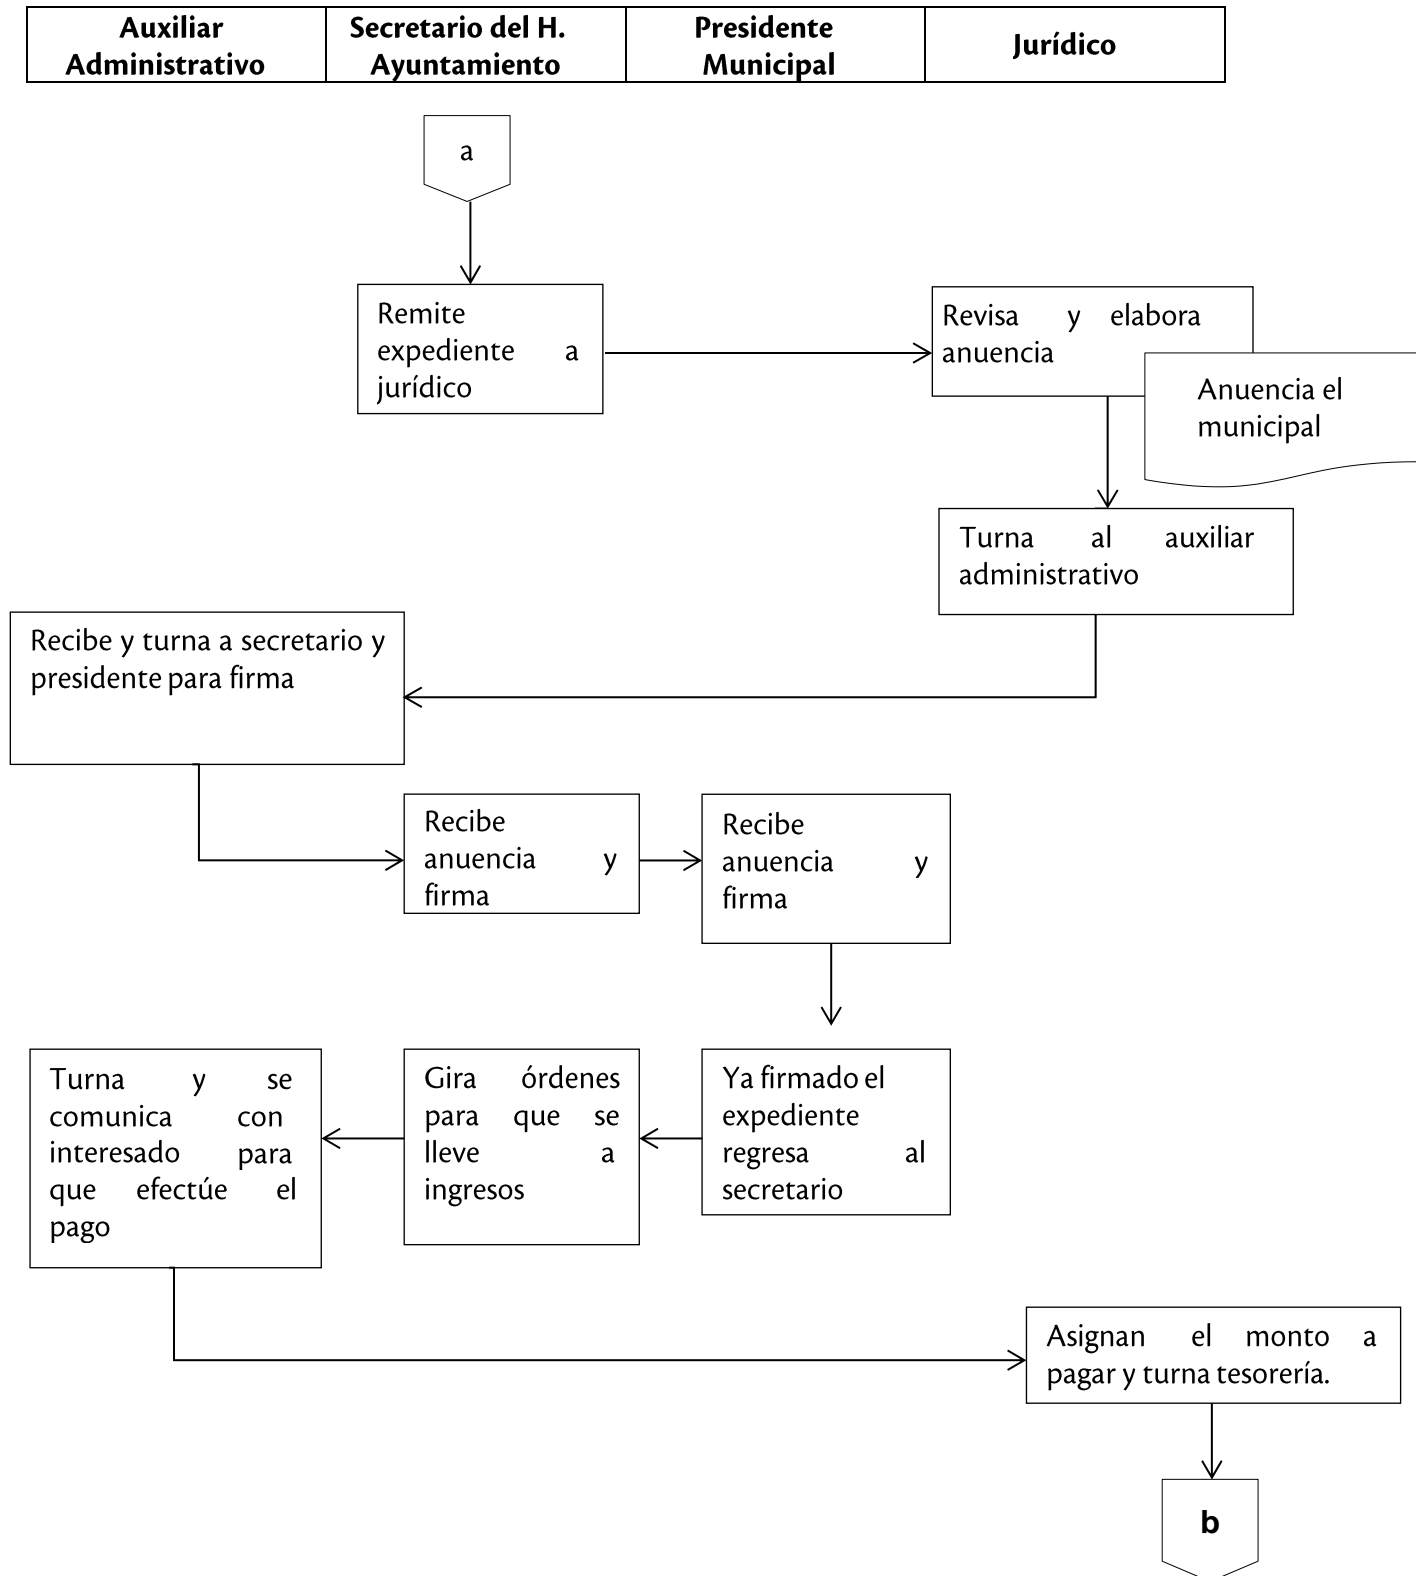 Auxiliar
Administrativo
Secretario del H.
Ayuntamiento
Presidente
Municipal
Jurídico
a
Remite
expediente a
jurídico
Revisa y elabora
anuencia
Anuencia el
municipal
Turna al auxiliar
administrativo
Recibe y turna a secretario y
presidente para firma
Recibe
anuencia y
firma
Recibe
anuencia y
firma
Turna y se
comunica con
interesado para
que efectúe el
pago
Gira órdenes
para que se
lleve a
ingresos
Ya firmado el
expediente
regresa al
secretario
Asignan el monto a
pagar y turna tesorería.
b